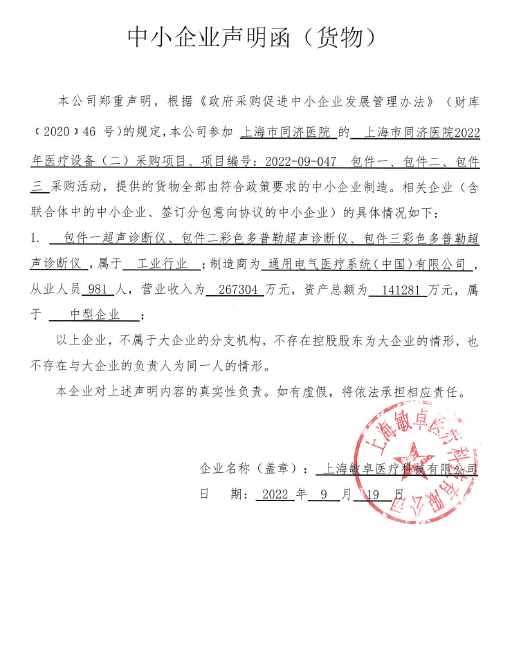 中小企业声明函（货物）
本公司郑重声明，根据《政府采购促进中小企业发展管理办法》（财库
﹝2020﹞46 号）的规定，本公司参加 上海市同济医院 的 上海市同济医院2022
年医疗设备（二）采购项目、项目编号：2022-09-047 包件一、包件二、包件
三 采购活动，提供的货物全部由符合政策要求的中小企业制造。相关企业（含
联合体中的中小企业、签订分包意向协议的中小企业）的具体情况如下：
1. 包件一超声诊断仪、包件二彩色多普勒超声诊断仪、包件三彩色多普勒超
声诊断仪 ，属于 工业行业 ；制造商为 通用电气医疗系统(中国)有限公司 ，
从业人员 981 人，营业收入为 267304 万元，资产总额为 141281 万元，属
于 中型企业 ；
以上企业，不属于大企业的分支机构，不存在控股股东为大企业的情形，也
不存在与大企业的负责人为同一人的情形。
本企业对上述声明内容的真实性负责。如有虚假，将依法承担相应责任。
企业名称（盖章）：上海敏卓医疗科技有限公司
日 期：2022 年 9 月 19 日
上海敏卓医疗科技有限公司